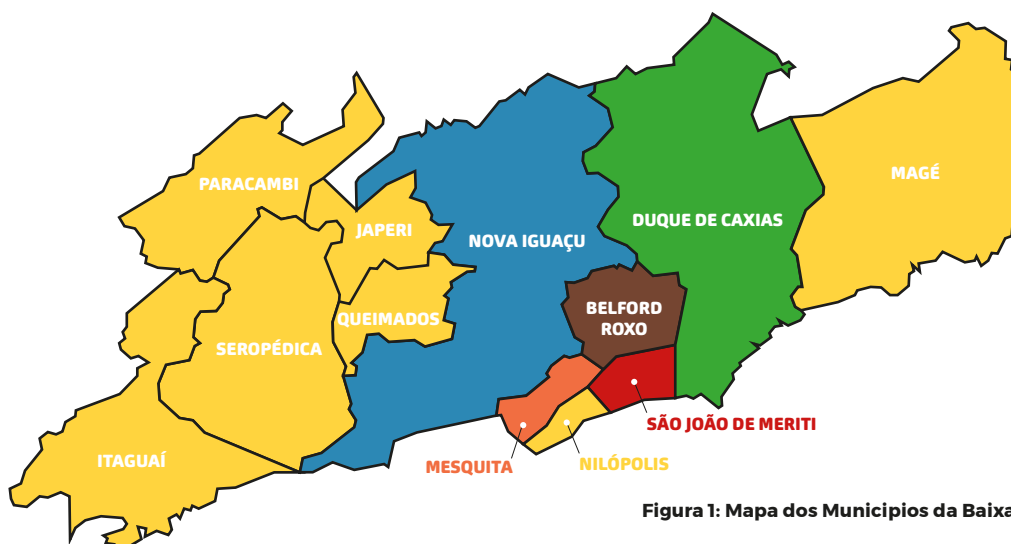 PARACAMBI
MAGÉ
DUQUE DE CAXIAS
JAPERI
NOVA IGUAÇU
BELFORD
ROXO
QUEIMADOS
SEROPÉDICA
SÃO JOÃO DE MERITI
ITAGUAÍ
MESQUITA
NILÓPOLIS
Figura 1: Mapa dos Municipios da Baixa